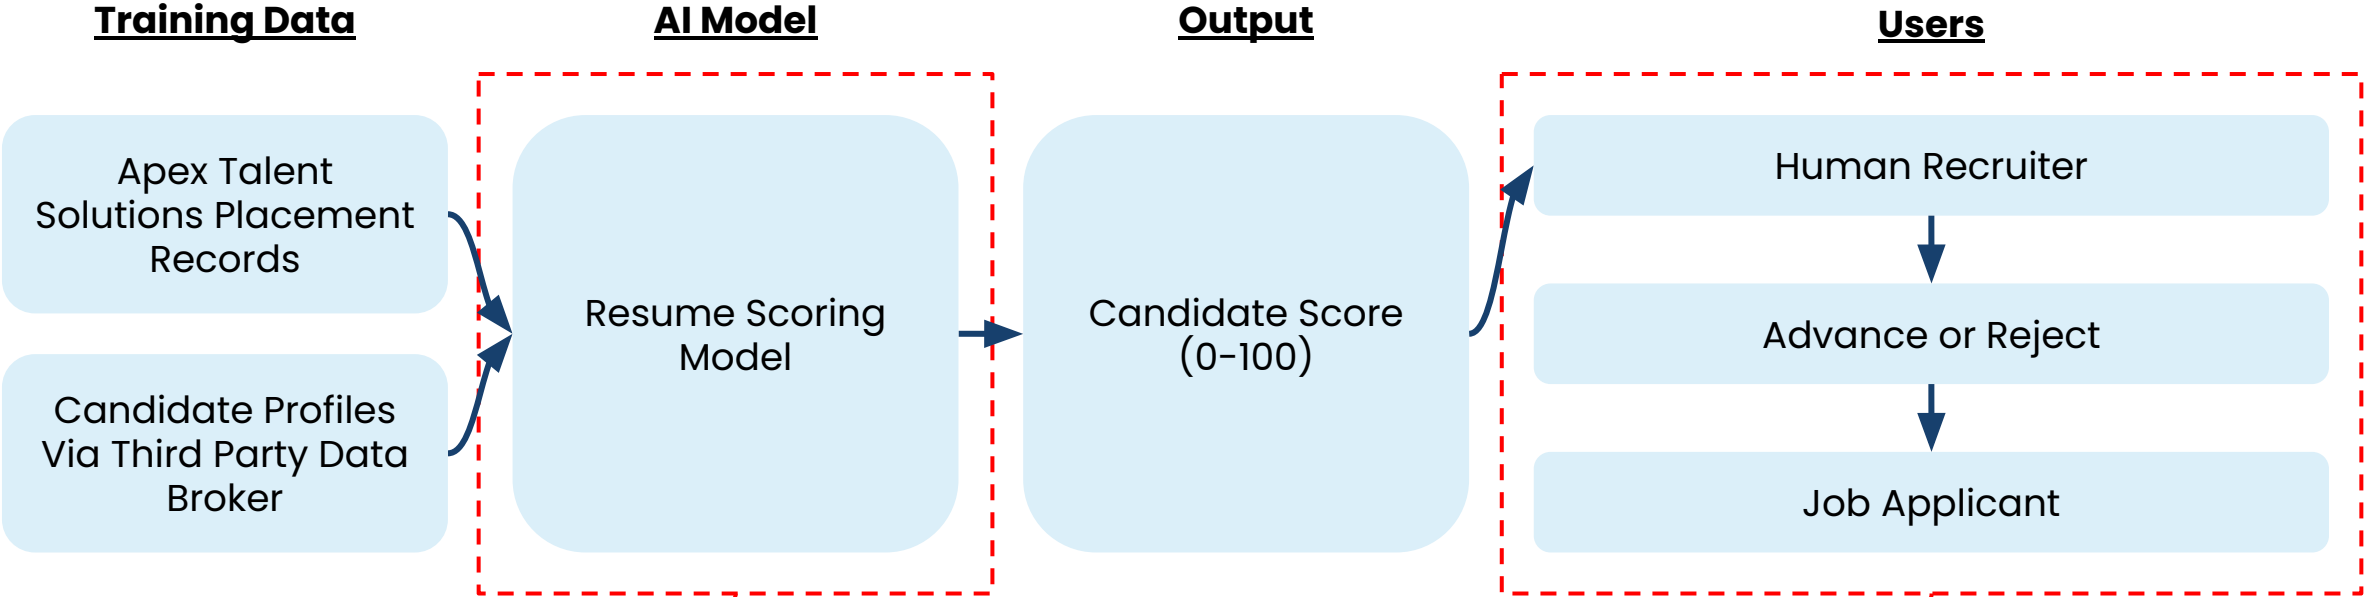 Training Data
AI Model
Output
Users
Apex Talent
Solutions Placement
Records
Candidate Profiles
Via Third Party Data
Broker
Resume Scoring
Model
Candidate Score
(0-100)
Human Recruiter
Advance or Reject
Job Applicant